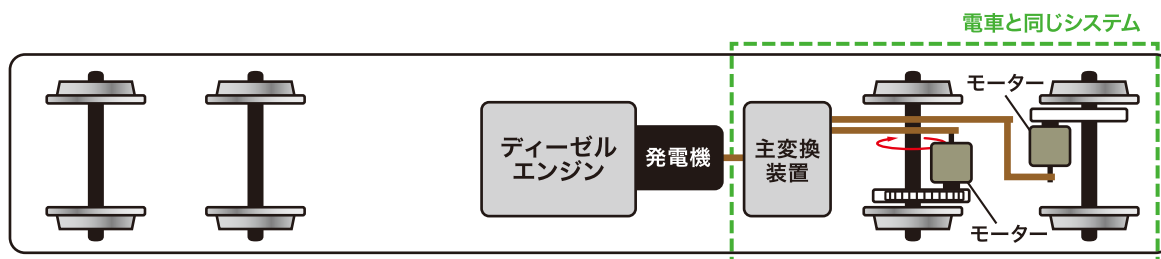 電車と同じシステム
モーター
ディーゼル
エンジン
発電機
主変換
装置
モーター